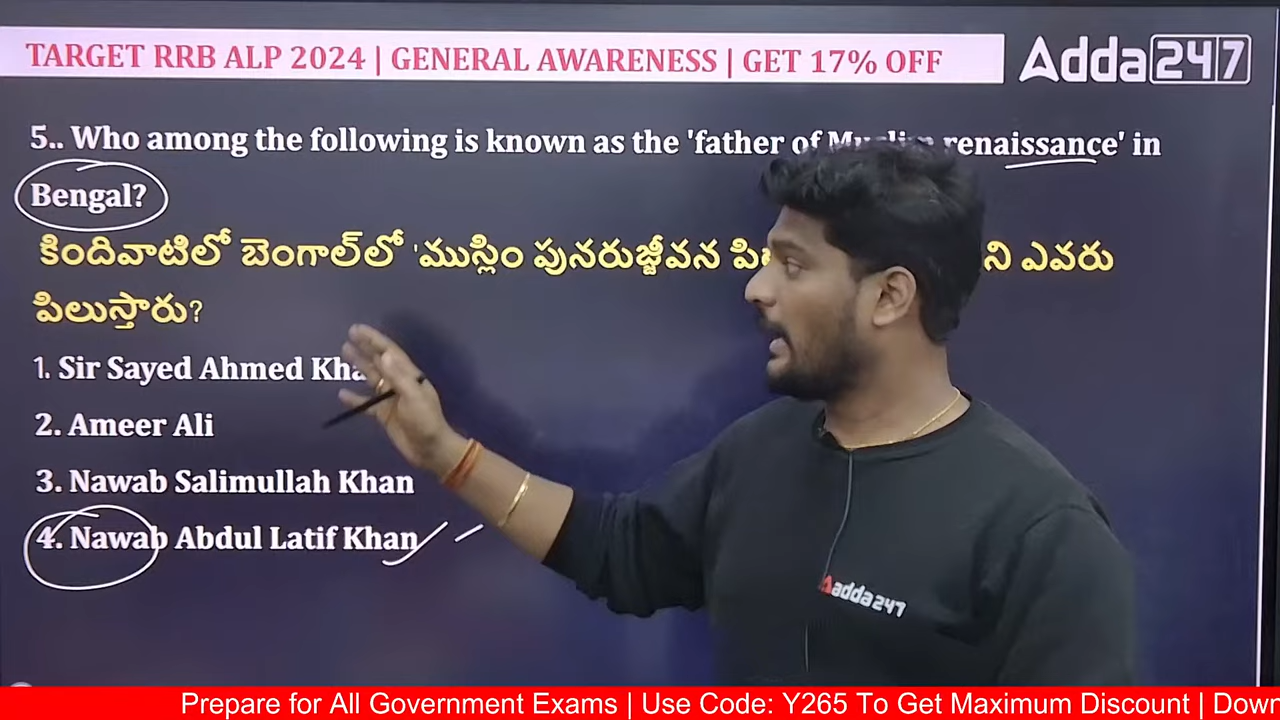 TARGET RRB ALP 2024 | GENERAL AWARENESS | GET 17% OFF
Adda247
5.. Who among the following is known as the 'father of Muslim renaissance' in
Bengal?
కిందివాటిలో బెంగాల్‌లో 'ముస్లిం పునరుజ్జీవన ని ఎవరు
పిలుస్తారు?
1. Sir Sayed Ahmed
2. Ameer Ali
3. Nawab Salimullah Khan
4. Nawab Abdul Latif Khan
adda247
Prepare for All Government Exams | Use Code: Y265 To Get Maximum Discount |